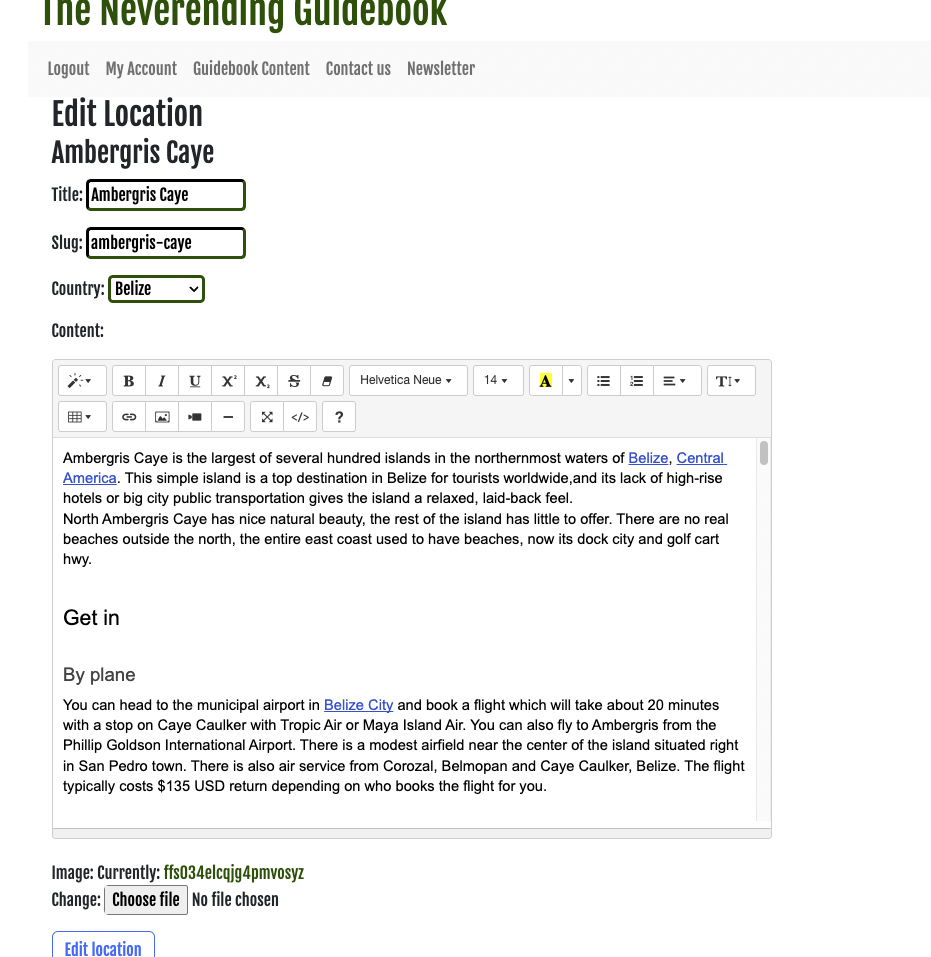 The Neverending Guidebook
Logout My Account Guidebook Content Contact us Newsletter
Edit Location
Ambergris Caye
Title: Ambergris Caye
Slug: ambergris-caye
Country: Belize
Content:
B I U X² X₂ S Helvetica Neue 14 A T
</> ?
Ambergris Caye is the largest of several hundred islands in the northernmost waters of Belize, Central
America. This simple island is a top destination in Belize for tourists worldwide,and its lack of high-rise
hotels or big city public transportation gives the island a relaxed, laid-back feel.
North Ambergris Caye has nice natural beauty, the rest of the island has little to offer. There are no real
beaches outside the north, the entire east coast used to have beaches, now its dock city and golf cart
hwy.
Get in
By plane
You can head to the municipal airport in Belize City and book a flight which will take about 20 minutes
with a stop on Caye Caulker with Tropic Air or Maya Island Air. You can also fly to Ambergris from the
Phillip Goldson International Airport. There is a modest airfield near the center of the island situated right
in San Pedro town. There is also air service from Corozal, Belmopan and Caye Caulker, Belize. The flight
typically costs $135 USD return depending on who books the flight for you.
Image: Currently: ffs034elcqjg4pmvosyz
Change: Choose file No file chosen
Edit location